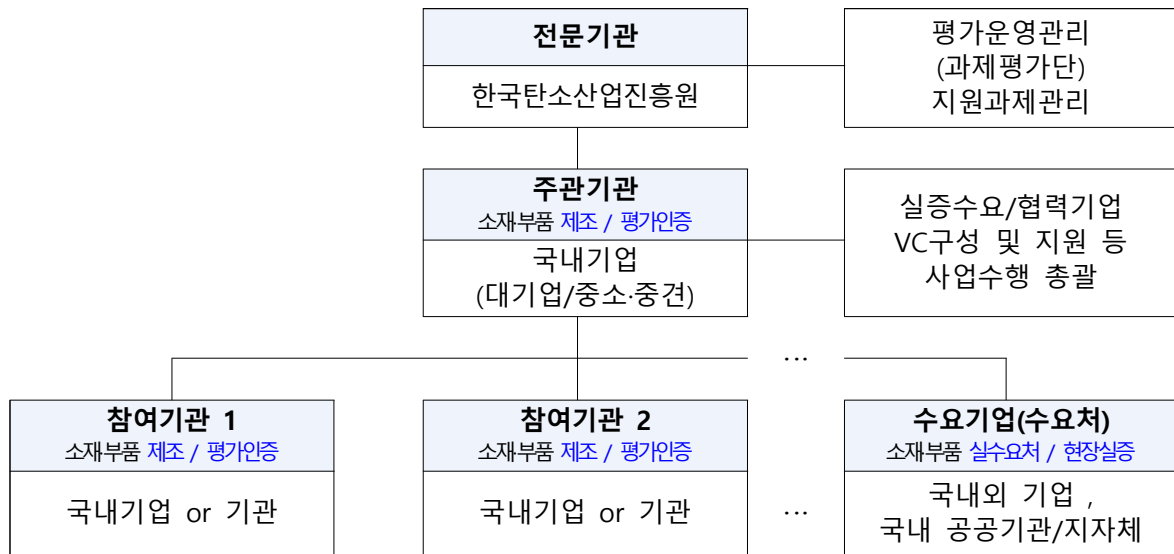 전문기관
한국탄소산업진흥원
평가운영관리
(과제평가단)
지원과제관리
주관기관
소재·부품 제조 / 평가인증
국내기업
(대기업/중소·중견)
실증수요/협력기업
VC구성 및 지원 등
사업수행 총괄
...
참여기관 1
소재·부품 제조 / 평가인증
국내기업 or 기관
참여기관 2
소재·부품 제조 / 평가인증
국내기업 or 기관
...
수요기업(수요처)
소재·부품 실수요처 / 현장실증
국내외 기업 ,
국내 공공기관/지자체